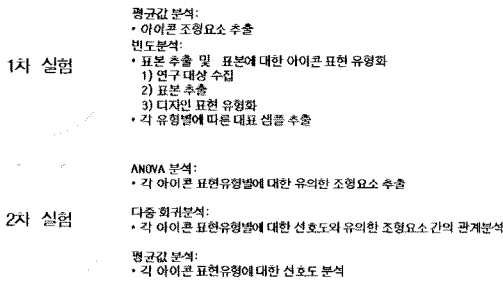 평균값 분석:
• 아이콘 조형요소 추출
빈도분석:
1차 실험
• 표본 추출 및 표본에 대한 아이콘 표현 유형화
1) 연구 대상 수집
2) 표본 추출
3) 디자인 표현 유형화
• 각 유형별에 따른 대표 샘플 추출
ANOVA 분석:
• 각 아이콘 표현유형별에 대한 유의한 조형요소 추출
2차 실험
다중 회귀분석:
• 각 아이콘 표현유형별에 대한 선호도와 유의한 조형요소 간의 관계분석
평균값 분석:
• 각 아이콘 표현유형에 대한 선호도 분석